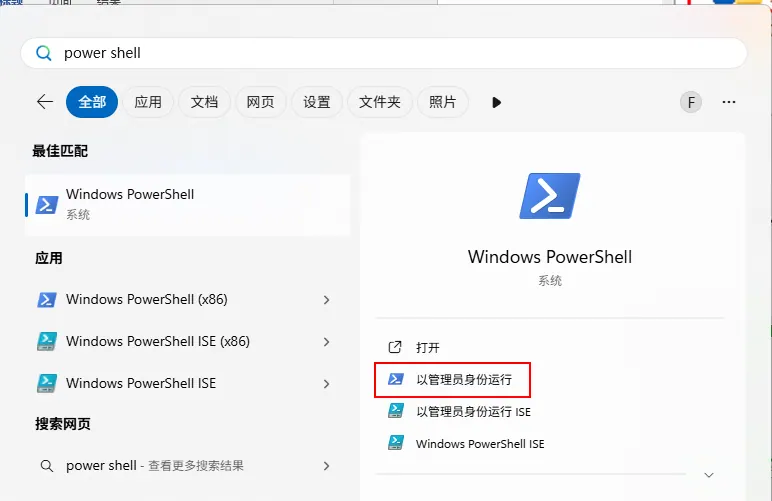 power shell
全部 应用 文档 网页 设置 文件夹 照片 F
最佳匹配
Windows PowerShell
系统
应用
Windows PowerShell (x86)
Windows PowerShell ISE (x86)
Windows PowerShell ISE
搜索网页
power shell - 查看更多搜索结果
Windows PowerShell
系统
打开
以管理员身份运行
以管理员身份运行 ISE
Windows PowerShell ISE